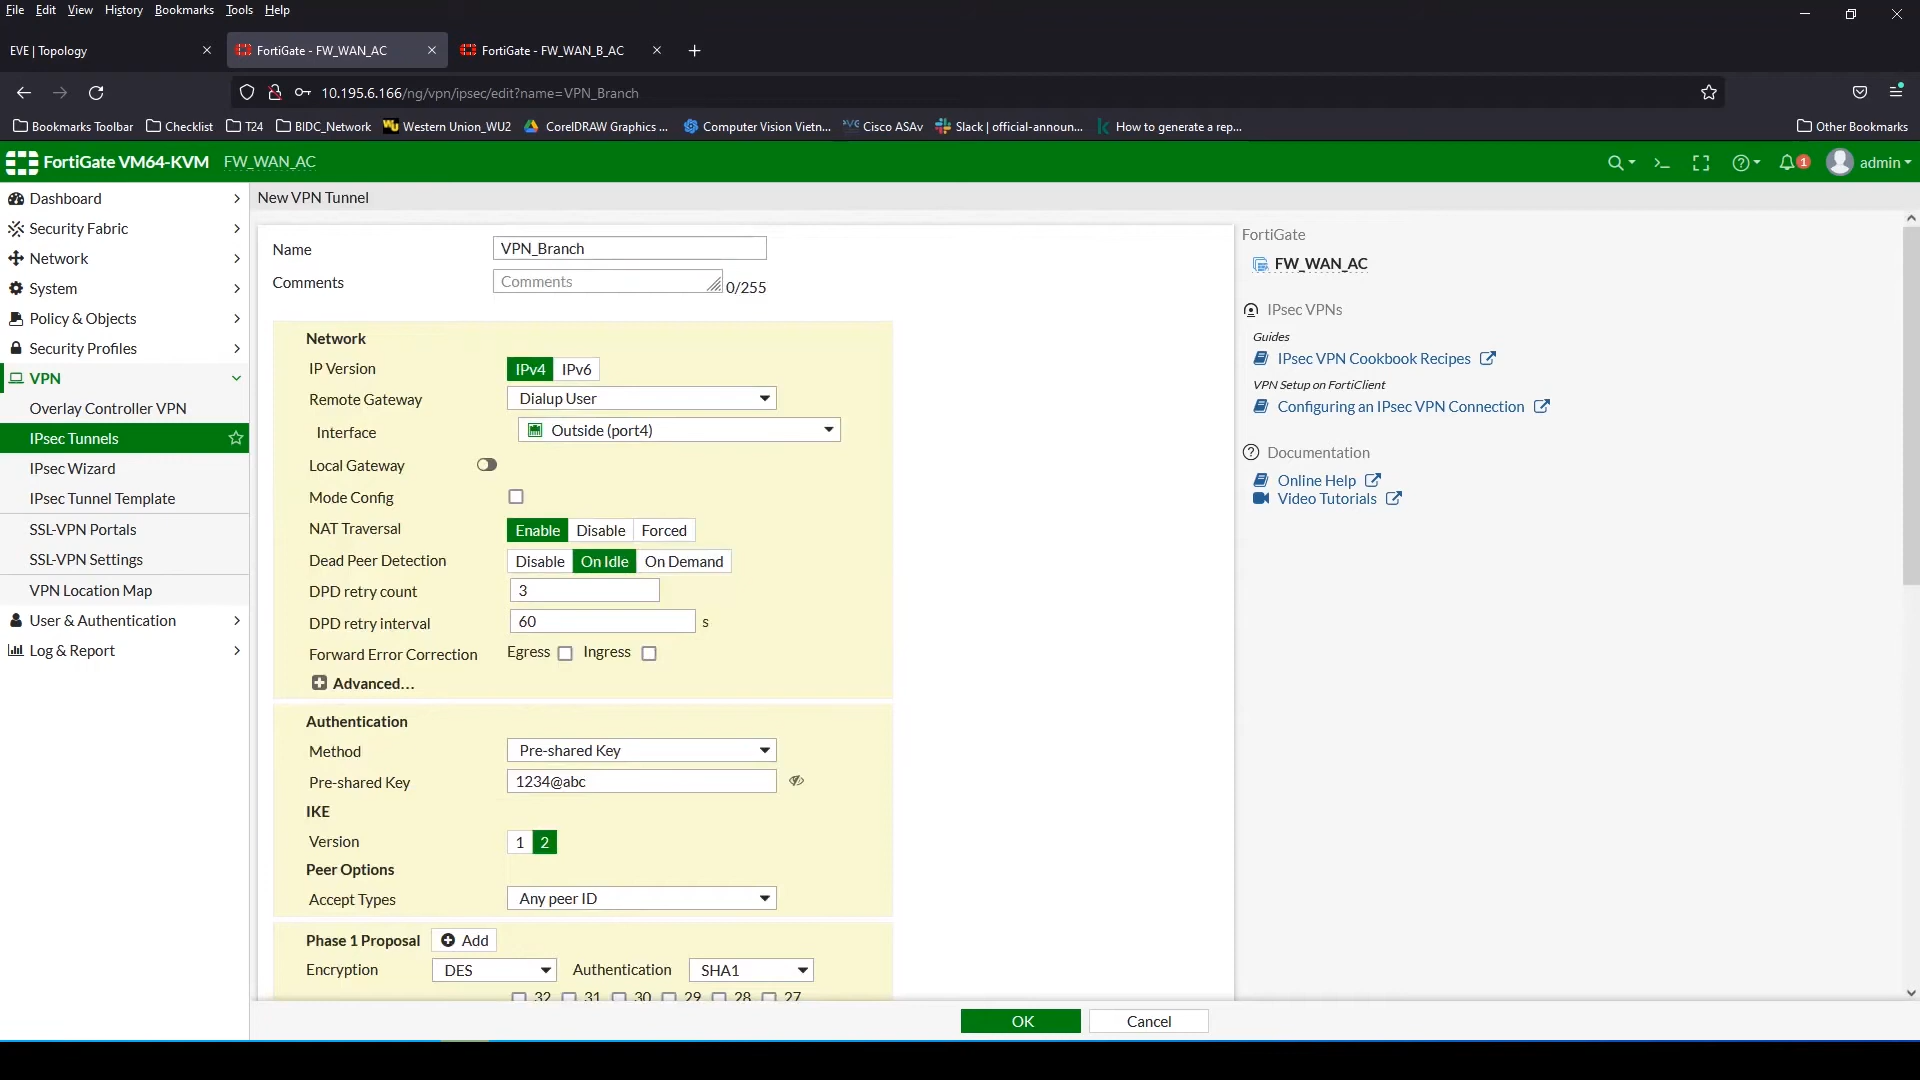 File Edit View History Bookmarks Tools Help
EVE | Topology
FortiGate - FW_WAN_AC
FortiGate - FW_WAN_B_AC
10.195.6.166/ng/vpn/ipsec/edit?name=VPN_Branch
Bookmarks Toolbar Checklist T24 BIDC_Network Western Union_WU2 CorelDRAW Graphics ... Computer Vision Vietn... Cisco ASAv Slack | official-announ... How to generate a rep... Other Bookmarks
FortiGate VM64-KVM FW_WAN_AC 1 admin
Dashboard
Security Fabric
Network
System
Policy & Objects
Security Profiles
VPN
Overlay Controller VPN
IPsec Tunnels
IPsec Wizard
IPsec Tunnel Template
SSL-VPN Portals
SSL-VPN Settings
VPN Location Map
User & Authentication
Log & Report
New VPN Tunnel
Name VPN_Branch
Comments Comments 0/255
Network
IP Version IPv4 IPv6
Remote Gateway Dialup User
Interface Outside (port4)
Local Gateway
Mode Config
NAT Traversal Enable Disable Forced
Dead Peer Detection Disable On Idle On Demand
DPD retry count 3
DPD retry interval 60 s
Forward Error Correction Egress Ingress
Advanced...
Authentication
Method Pre-shared Key
Pre-shared Key 1234@abc
IKE
Version 1 2
Peer Options
Accept Types Any peer ID
Phase 1 Proposal Add
Encryption DES Authentication SHA1
32 31 30 29 28 27
OK Cancel
FortiGate
FW_WAN_AC
IPsec VPNs
Guides
IPsec VPN Cookbook Recipes
VPN Setup on FortiClient
Configuring an IPsec VPN Connection
Documentation
Online Help
Video Tutorials